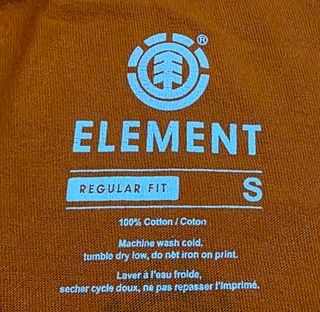 ®
ELEMENT
REGULAR FIT S
100% Cotton / Coton
Machine wash cold,
tumble dry low, do not iron on print.
Laver à l'eau froide,
secher cycle doux, ne pas repasser l'imprimé.